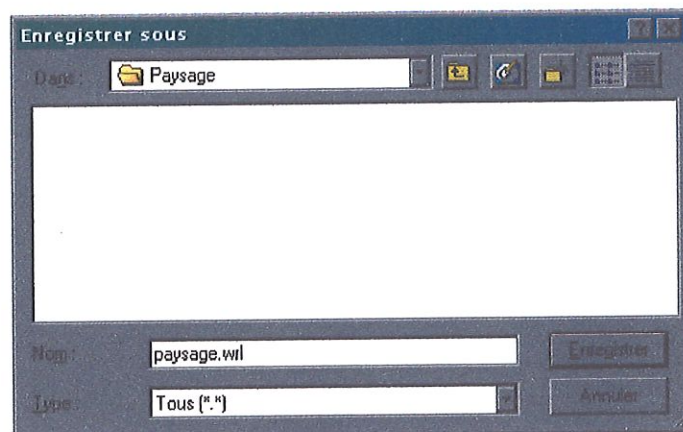 Enregistrer sous
Dans : Paysage
Nom : paysage.wrl
Enregistrer
Type : Tous (*.*)
Annuler